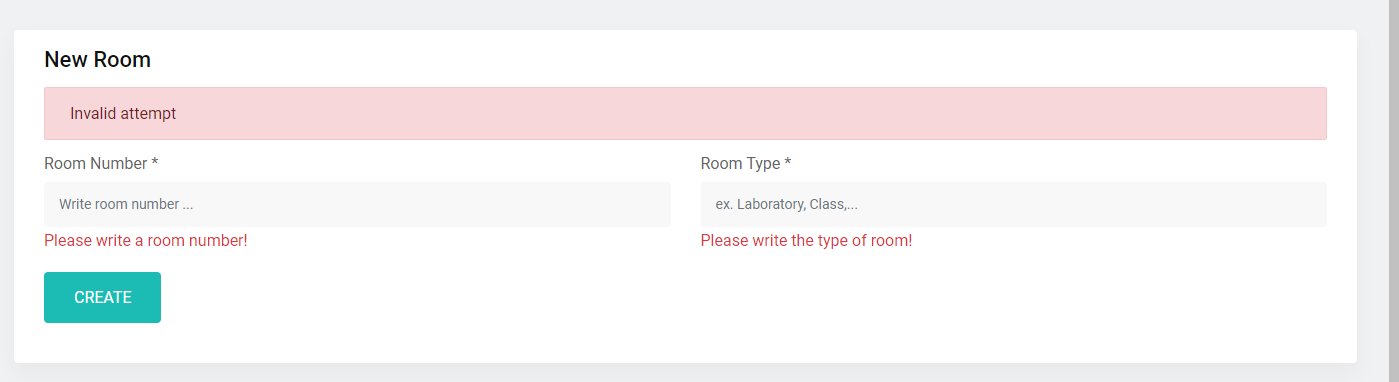 New Room
Invalid attempt
Room Number *
Room Type *
Write room number ...
ex. Laboratory, Class,...
Please write a room number!
Please write the type of room!
CREATE